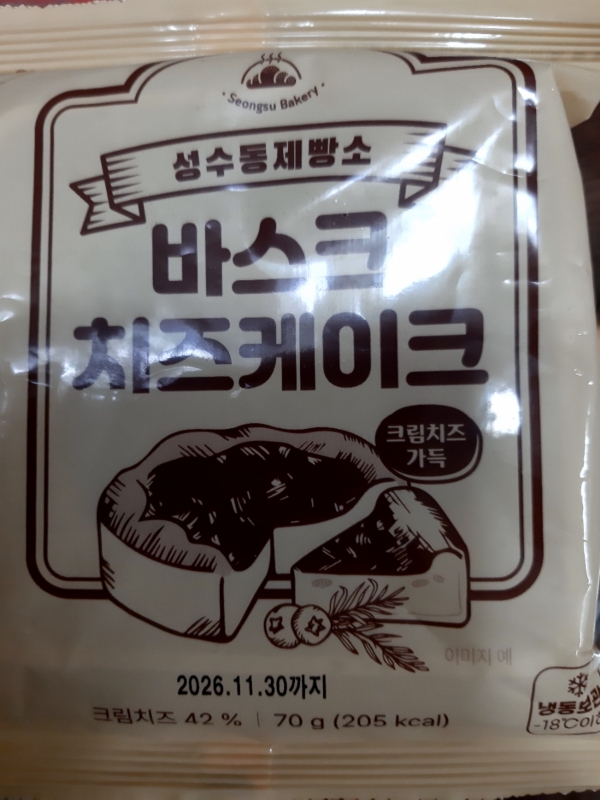 · Seongsu Bakery ·
성수동제빵소
바스크
치즈케이크
크림치즈
가득
이미지 예
2026.11.30까지
크림치즈 42 % | 70 g (205 kcal)
냉동보관
-18℃이